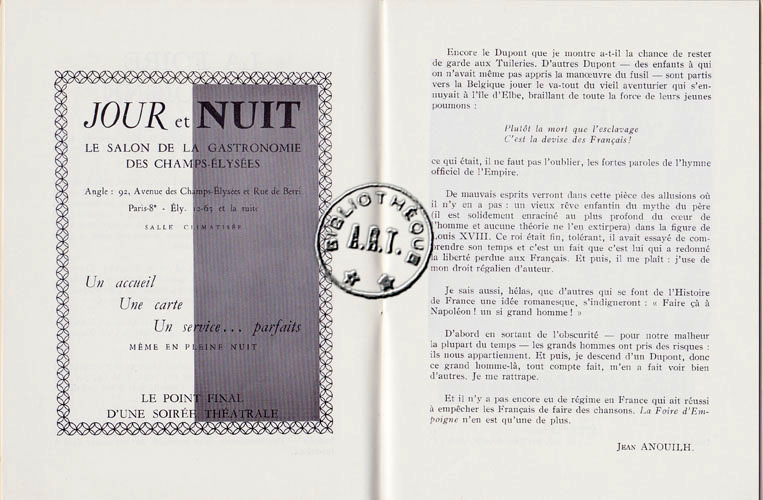 JOUR et NUIT
LE SALON DE LA GASTRONOMIE
DES CHAMPS-ÉLYSÉES
Angle : 92, Avenue des Champs-Elysées et Rue de Berri
Paris-8e - Ély. 12-63 et la suite
SALLE CLIMATISÉE
Un accueil
Une carte
Un service... parfaits
MÊME EN PLEINE NUIT
LE POINT FINAL
D'UNE SOIRÉE THÉATRALE
BIBLIOTHÈQUE
A.R.T.
Encore le Dupont que je montre a-t-il la chance de rester
de garde aux Tuileries. D'autres Dupont — des enfants à qui
on n'avait même pas appris la manœuvre du fusil — sont partis
vers la Belgique jouer le va-tout du vieil aventurier qui s'en-
nuyait à l'île d'Elbe, braillant de toute la force de leurs jeunes
poumons :
Plutôt la mort que l'esclavage
C'est la devise des Français !
ce qui était, il ne faut pas l'oublier, les fortes paroles de l'hymne
officiel de l'Empire.
De mauvais esprits verront dans cette pièce des allusions où
il n'y en a pas : un vieux rêve enfantin du mythe du père
(il est solidement enraciné au plus profond du cœur de
l'homme et aucune théorie ne l'en extirpera) dans la figure de
Louis XVIII. Ce roi était fin, tolérant, il avait essayé de com-
prendre son temps et c'est un fait que c'est lui qui a redonné
la liberté perdue aux Français. Et puis, il me plaît : j'use de
mon droit régalien d'auteur.
Je sais aussi, hélas, que d'autres qui se font de l'Histoire
de France une idée romanesque, s'indigneront : « Faire çà à
Napoléon ! un si grand homme ! »
D'abord en sortant de l'obscurité — pour notre malheur
la plupart du temps — les grands hommes ont pris des risques :
ils nous appartiennent. Et puis, je descend d'un Dupont, donc
ce grand homme-là, tout compte fait, m'en a fait voir bien
d'autres. Je me rattrape.
Et il n'y a pas encore eu de régime en France qui ait réussi
à empêcher les Français de faire des chansons. La Foire d'Em-
poigne n'en est qu'une de plus.
JEAN ANOUILH.